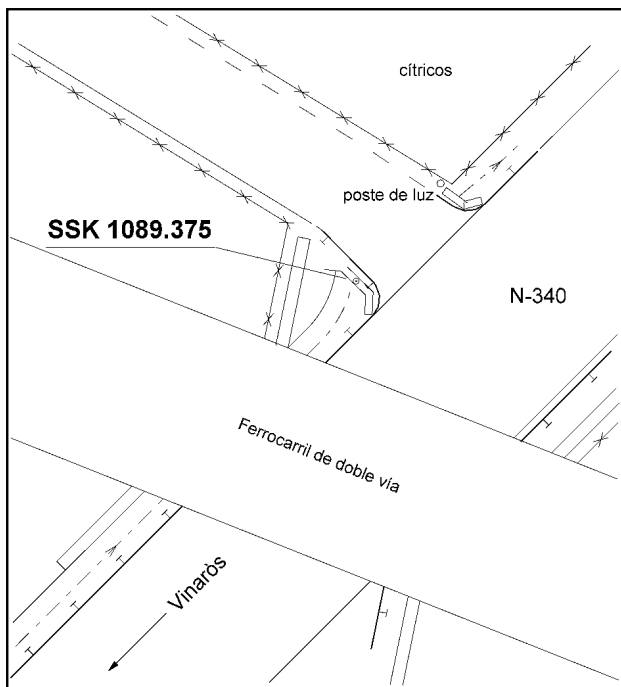 cítricos
poste de luz
SSK 1089.375
N-340
Ferrocarril de doble vía
Vinaròs